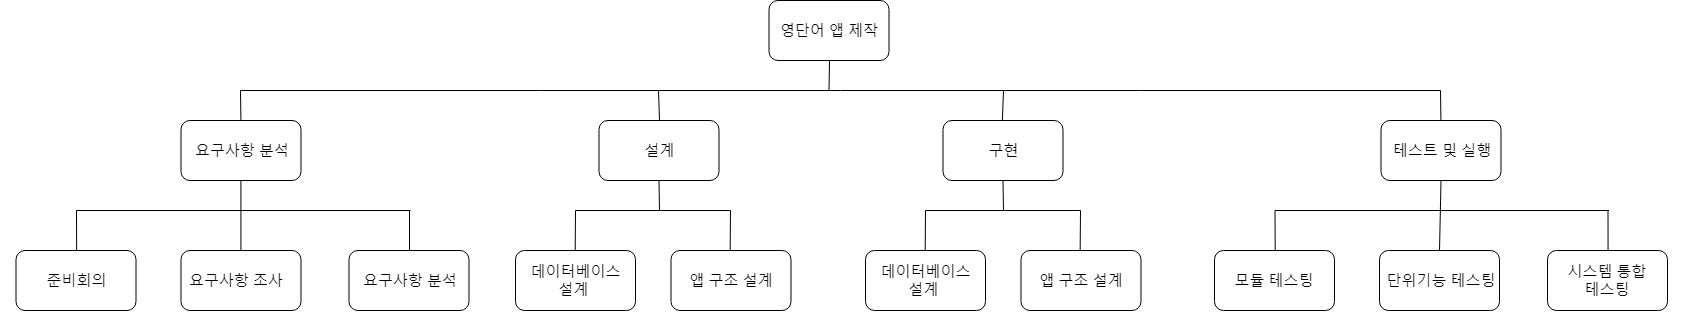 영단어 앱 제작
요구사항 분석
설계
구현
테스트 및 실행
준비회의
요구사항 조사
요구사항 분석
데이터베이스
설계
앱 구조 설계
데이터베이스
설계
앱 구조 설계
모듈 테스팅
단위기능 테스팅
시스템 통합
테스팅